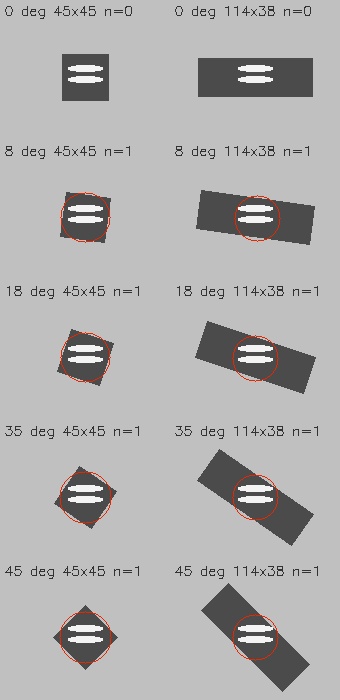 0 deg 45x45 n=0 0 deg 114x38 n=0
8 deg 45x45 n=1 8 deg 114x38 n=1
18 deg 45x45 n=1 18 deg 114x38 n=1
35 deg 45x45 n=1 35 deg 114x38 n=1
45 deg 45x45 n=1 45 deg 114x38 n=1